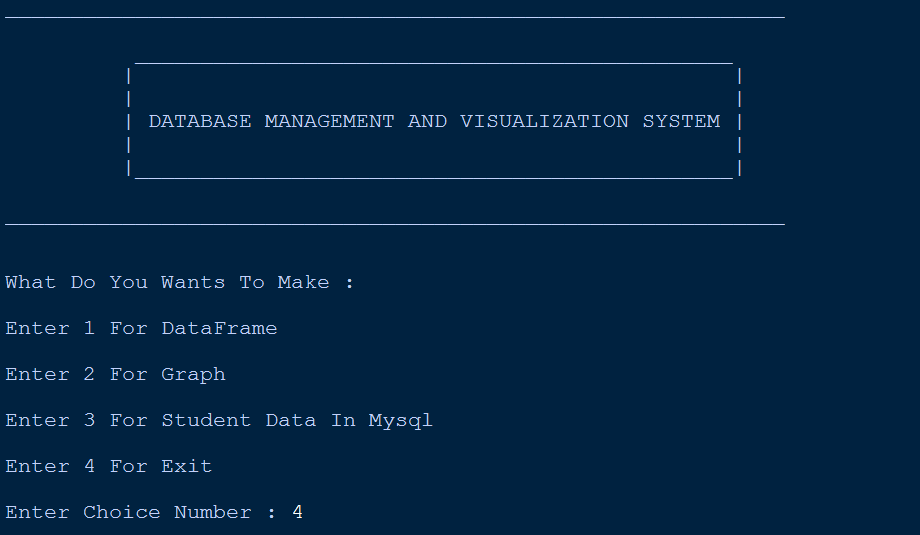 DATABASE MANAGEMENT AND VISUALIZATION SYSTEM
What Do You Wants To Make :
Enter 1 For DataFrame
Enter 2 For Graph
Enter 3 For Student Data In Mysql
Enter 4 For Exit
Enter Choice Number : 4